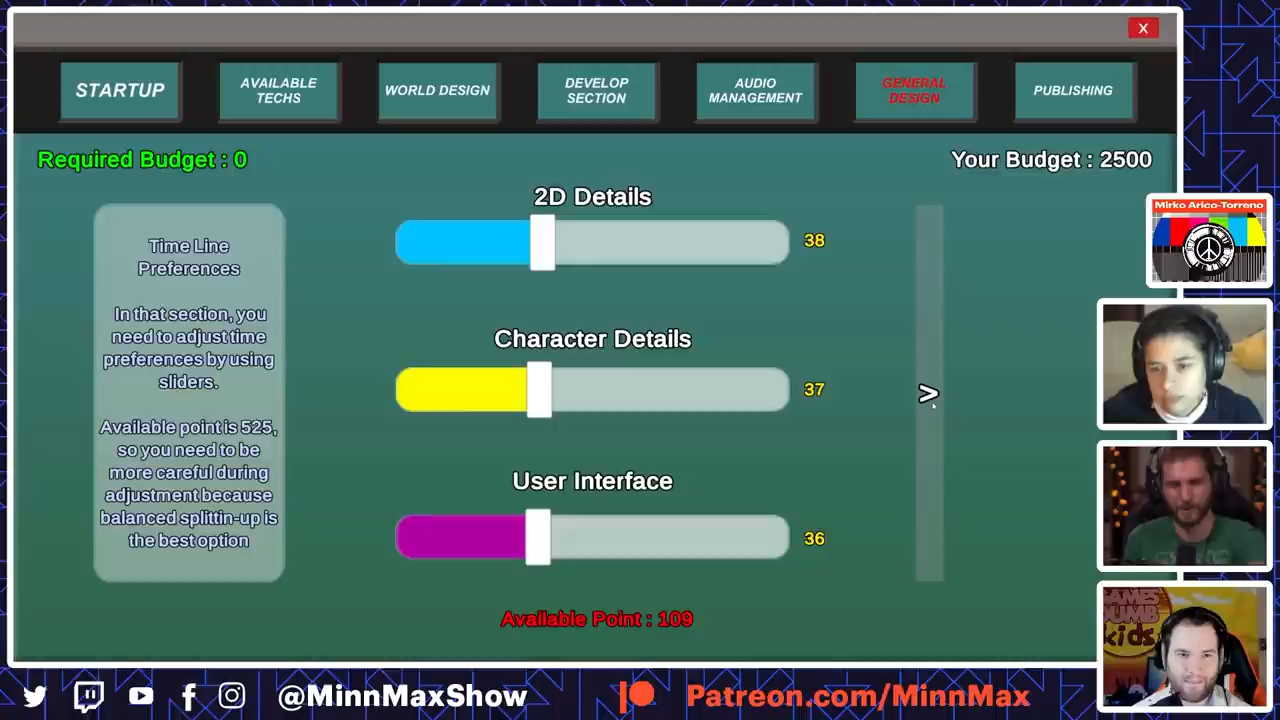 X
STARTUP
AVAILABLE
TECHS
WORLD DESIGN
DEVELOP
SECTION
AUDIO
MANAGEMENT
GENERAL
DESIGN
PUBLISHING
Required Budget : 0
Your Budget : 2500
Time Line
Preferences
In that section, you
need to adjust time
preferences by using
sliders.
Available point is 525,
so you need to be
more careful during
adjustment because
balanced splittin-up is
the best option
2D Details
38
Character Details
37
User Interface
36
Available Point : 109
>
Mirko Arico-Torreno
GAMES
DUMB
kids
@MinnMaxShow
Patreon.com/MinnMax